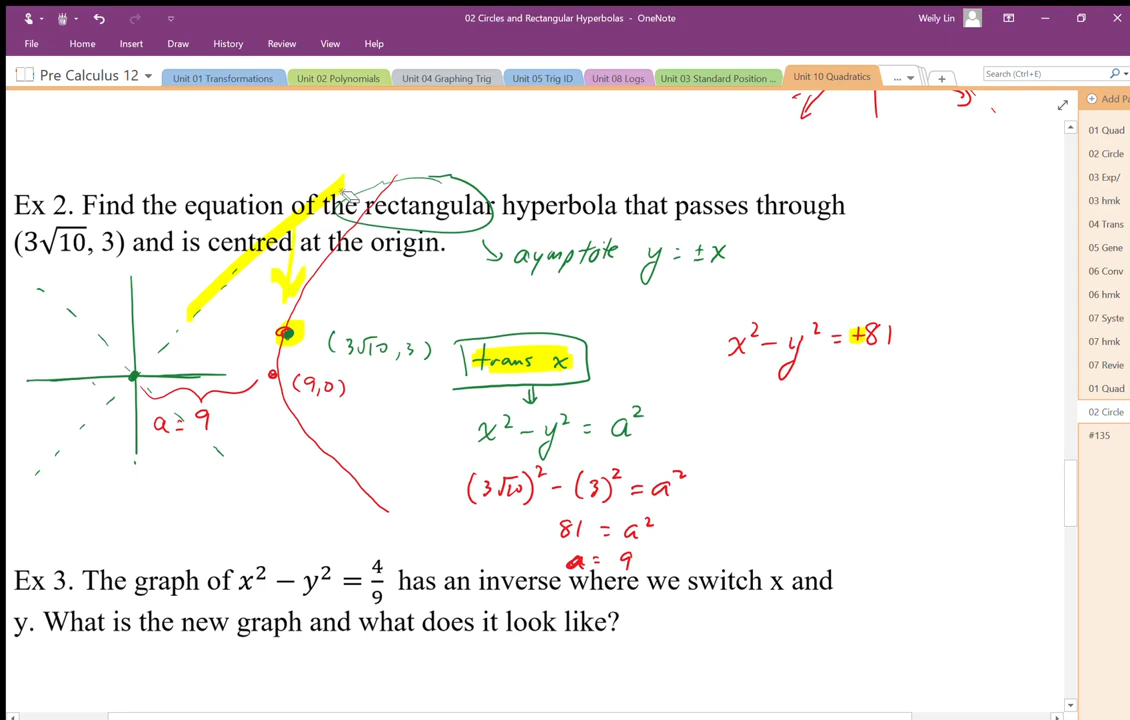 02 Circles and Rectangular Hyperbolas - OneNote
Weily Lin
File Home Insert Draw History Review View Help
Pre Calculus 12
Unit 01 Transformations
Unit 02 Polynomials
Unit 04 Graphing Trig
Unit 05 Trig ID
Unit 08 Logs
Unit 03 Standard Position ...
Unit 10 Quadratics
...
Search (Ctrl+E)
Add Pa
01 Quad
02 Circle
03 Exp/
03 hmk
04 Trans
05 Gene
06 Conv
06 hmk
07 Syste
07 hmk
07 Revie
01 Quad
02 Circle
#135
Ex 2. Find the equation of the rectangular hyperbola that passes through
(3√10, 3) and is centred at the origin.
asymptote y = ±x
(3√10, 3)
trans x
x² - y² = +81
(9,0)
a = 9
x² - y² = a²
(3√10)² - (3)² = a²
81 = a²
a = 9
Ex 3. The graph of x² − y² = 4/9 has an inverse where we switch x and
y. What is the new graph and what does it look like?